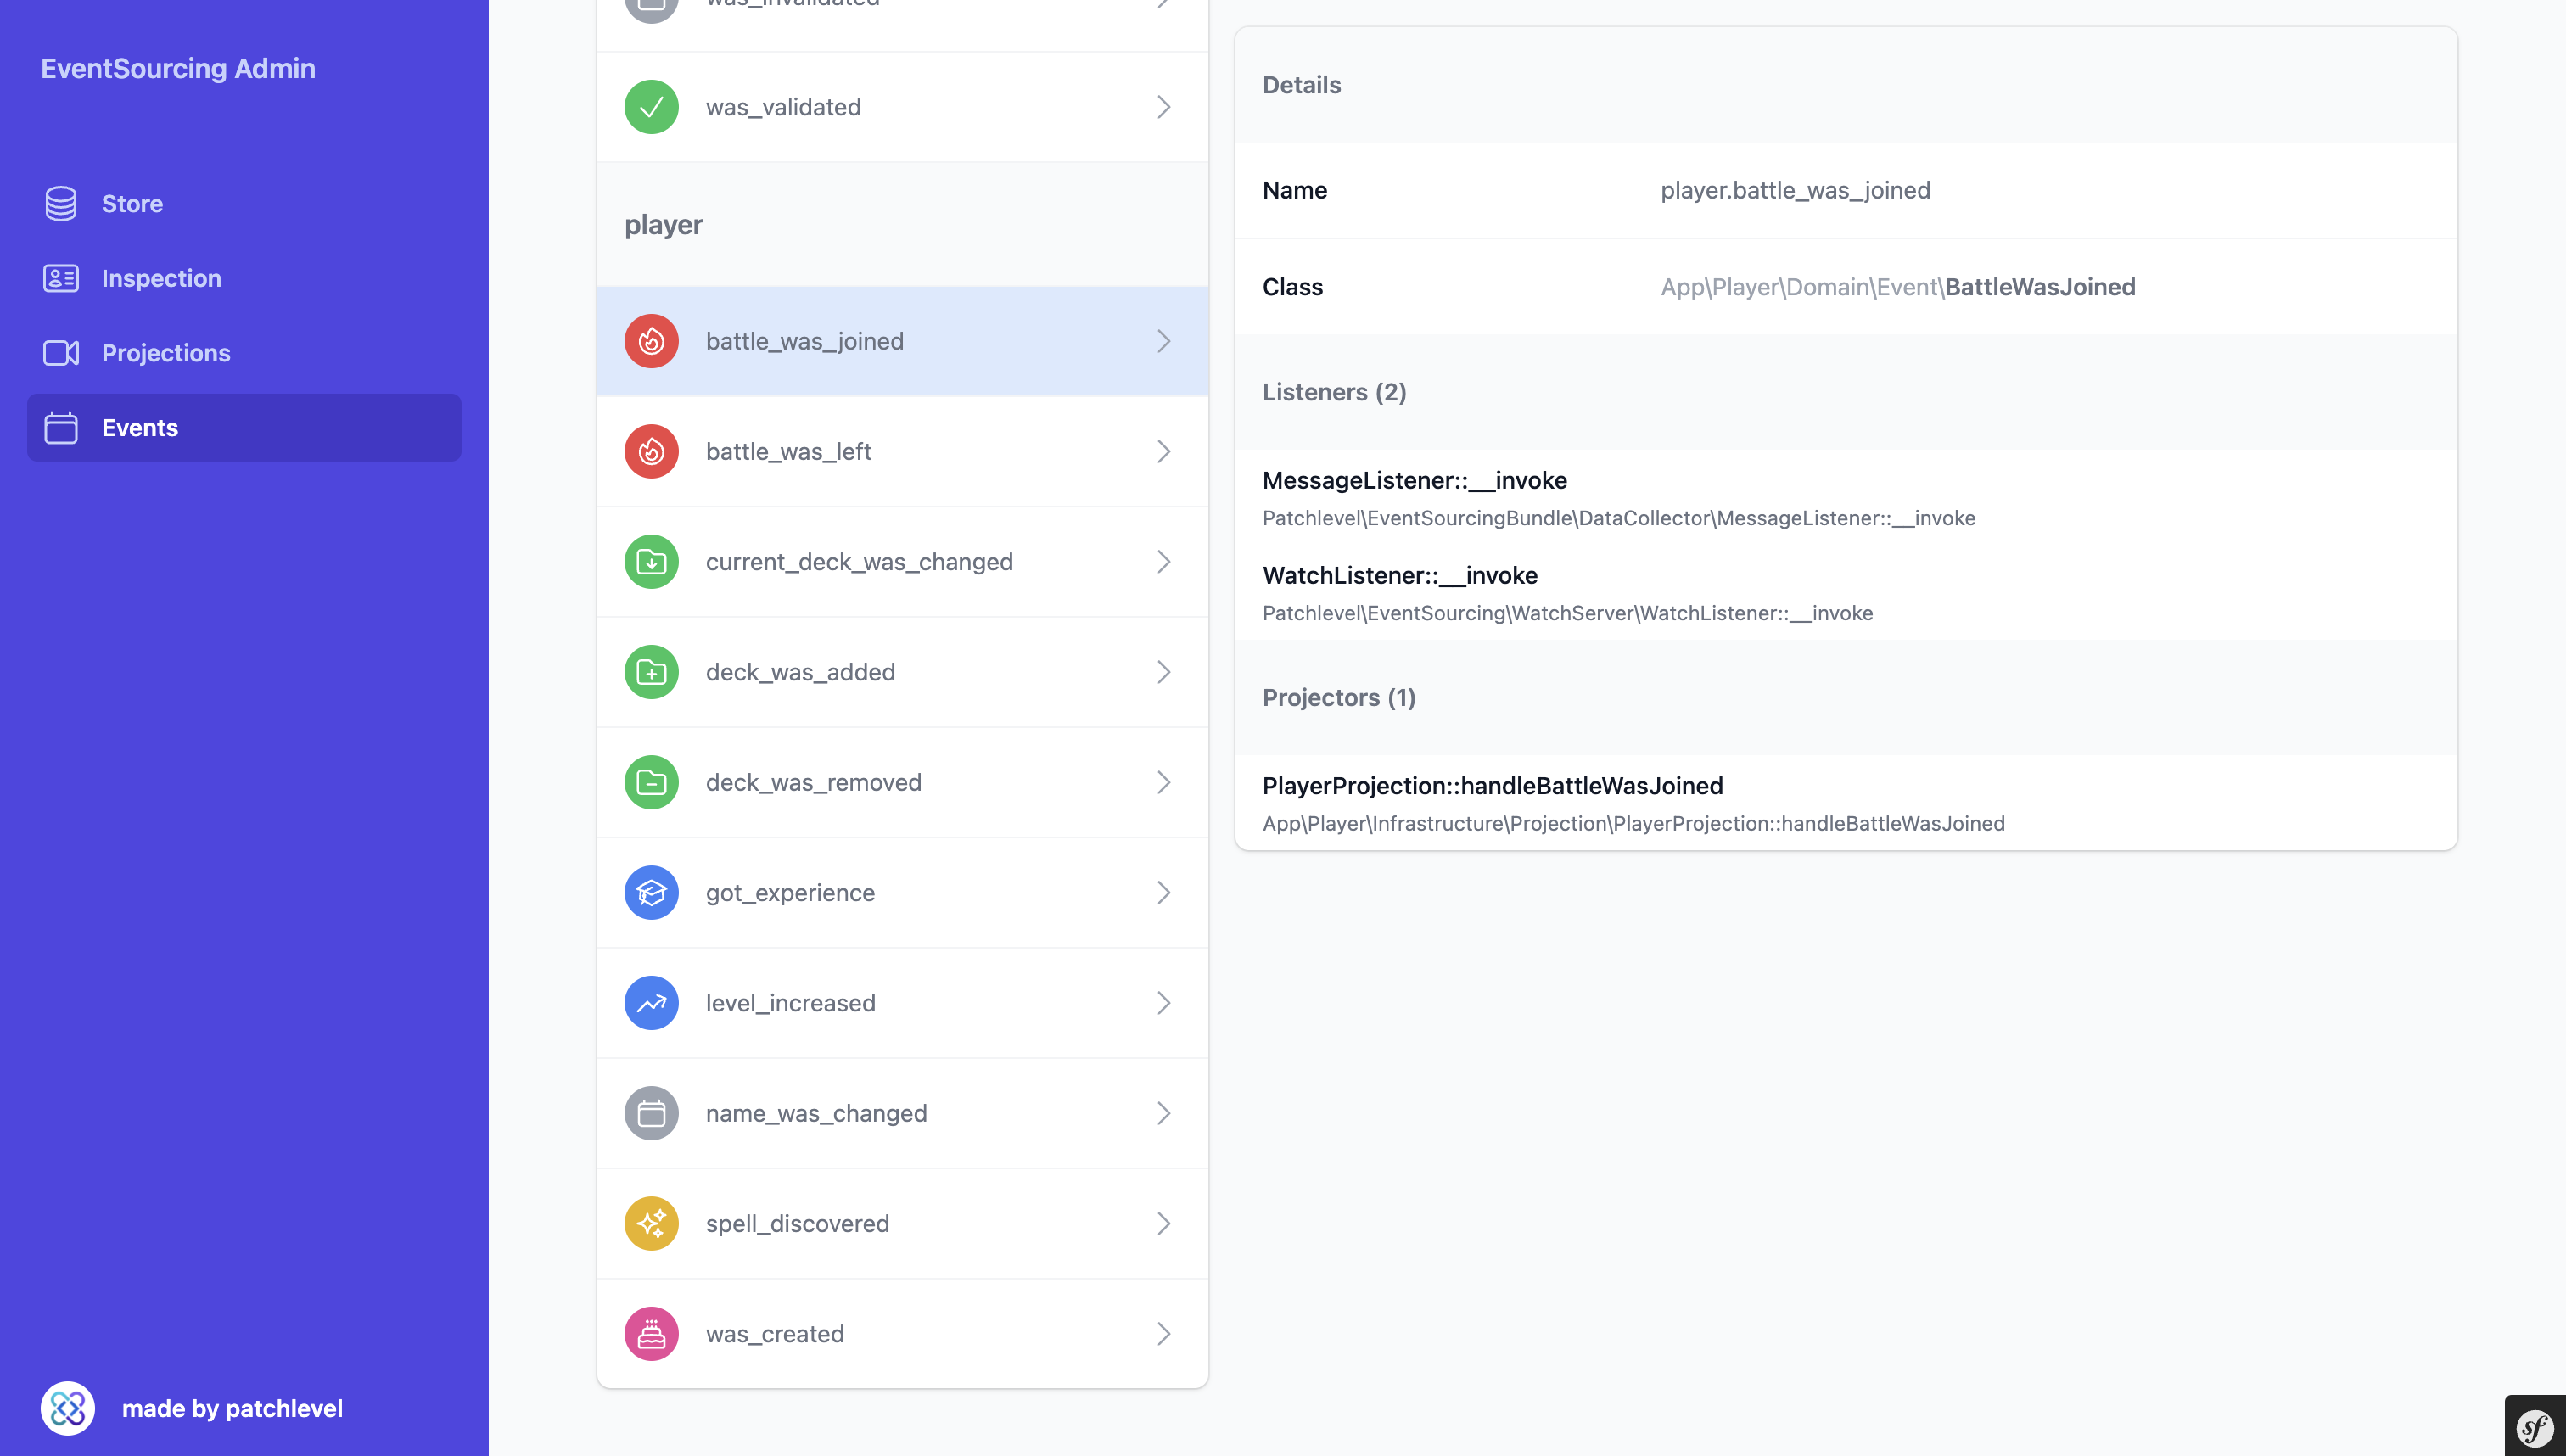 EventSourcing Admin
Store
Inspection
Projections
Events
made by patchlevel
was_invalidated
was_validated
player
battle_was_joined
battle_was_left
current_deck_was_changed
deck_was_added
deck_was_removed
got_experience
level_increased
name_was_changed
spell_discovered
was_created
Details
Name player.battle_was_joined
Class App\Player\Domain\Event\BattleWasJoined
Listeners (2)
MessageListener::__invoke
Patchlevel\EventSourcingBundle\DataCollector\MessageListener::__invoke
WatchListener::__invoke
Patchlevel\EventSourcing\WatchServer\WatchListener::__invoke
Projectors (1)
PlayerProjection::handleBattleWasJoined
App\Player\Infrastructure\Projection\PlayerProjection::handleBattleWasJoined
sf